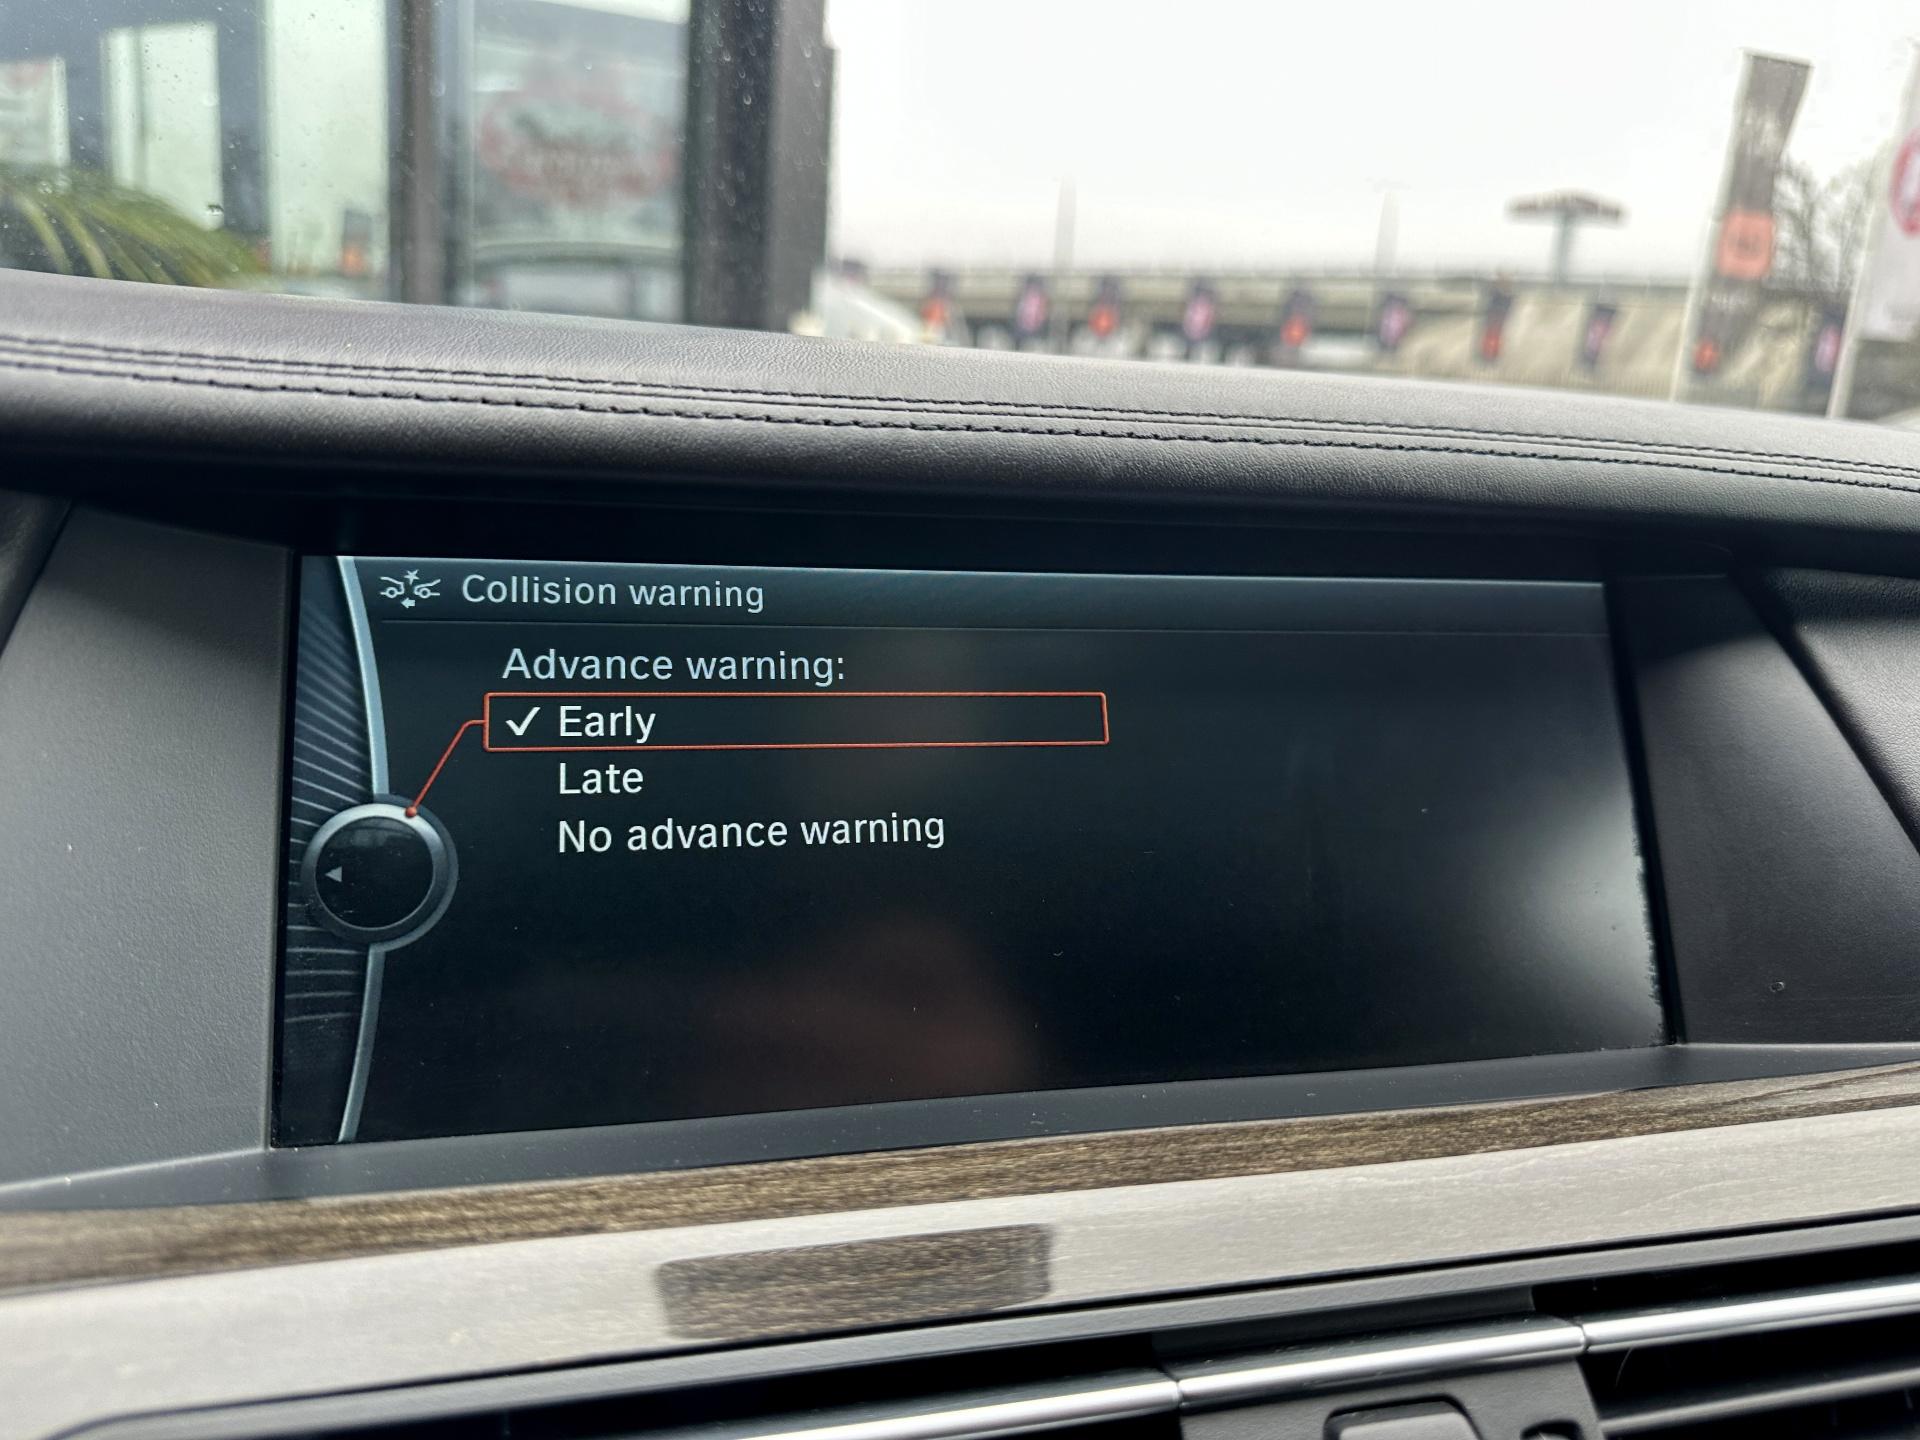 Collision warning
Advance warning:
✓ Early
Late
No advance warning